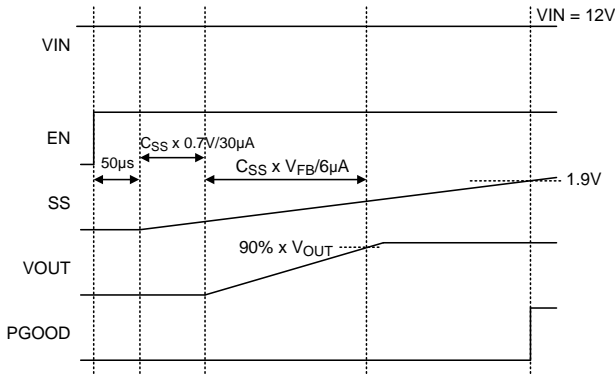 VIN = 12V
VIN
EN
CSS x 0.7V/30µA
50µs
CSS x VFB/6µA
SS
1.9V
90% x VOUT
VOUT
PGOOD